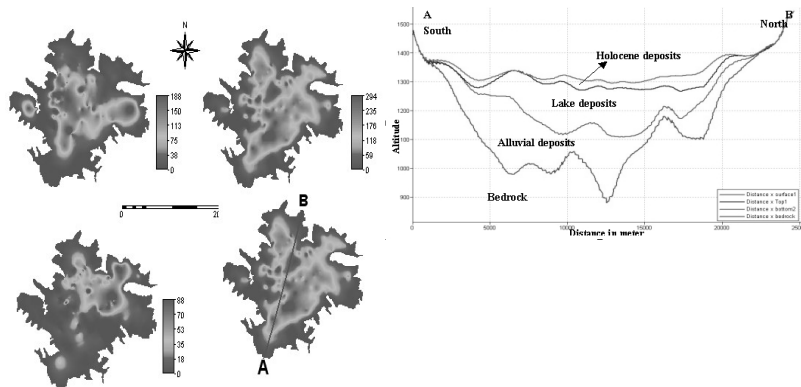 N
188
150
113
75
38
0
294
235
176
118
59
0
0
20
B
A
88
70
53
35
18
0
A
B
South
North
Holocene deposits
Lake deposits
Alluvial deposits
Bedrock
Altitude
1500
1400
1300
1200
1100
1000
900
0
5000
10000
15000
20000
2500
Distance in meter
Distance v surface1
Distance v Top1
Distance v bottom2
Distance v bedrock